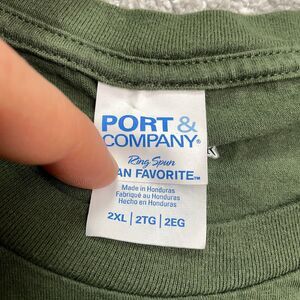 PORT &
COMPANY®
Ring Spun
AN FAVORITE™
Made in Honduras
Fabriqué au Honduras
Hecho en Honduras
2XL | 2TG | 2EG